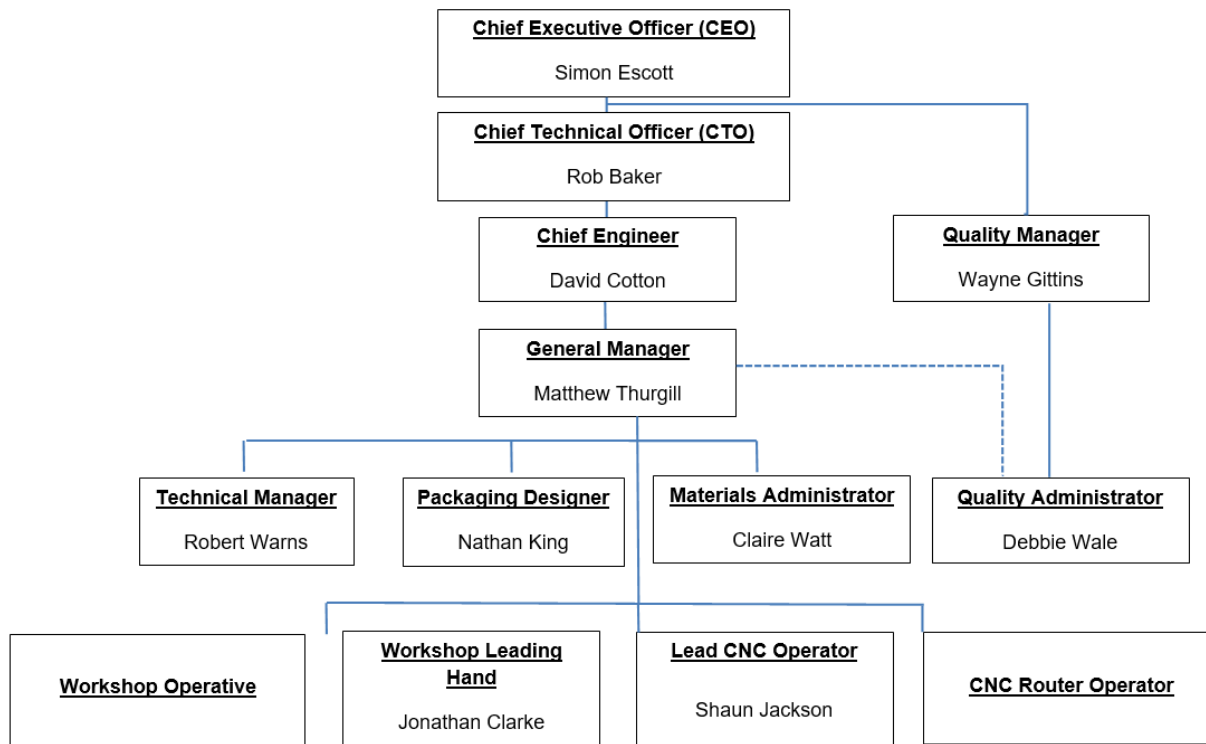 Chief Executive Officer (CEO)
Simon Escott
Chief Technical Officer (CTO)
Rob Baker
Chief Engineer
David Cotton
Quality Manager
Wayne Gittins
General Manager
Matthew Thurgill
Technical Manager
Robert Warns
Packaging Designer
Nathan King
Materials Administrator
Claire Watt
Quality Administrator
Debbie Wale
Workshop Operative
Workshop Leading
Hand
Jonathan Clarke
Lead CNC Operator
Shaun Jackson
CNC Router Operator